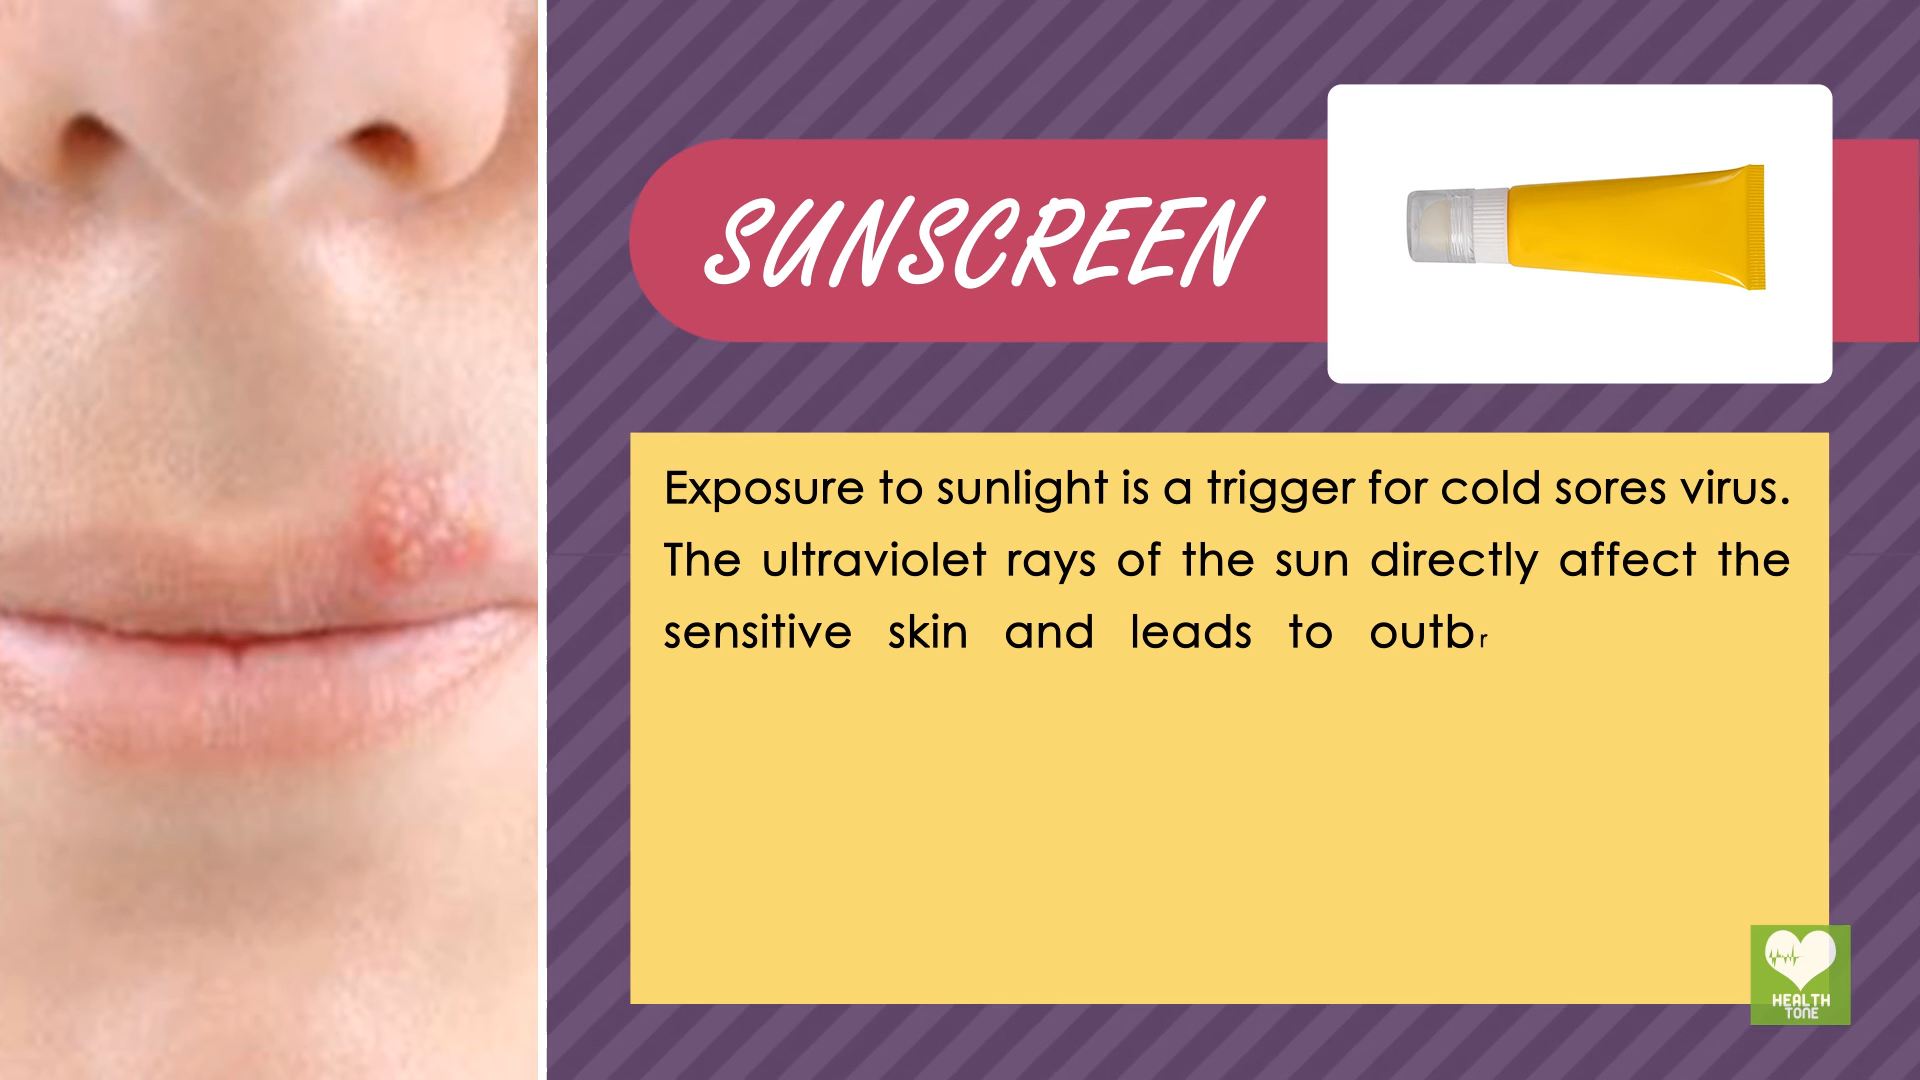 SUNSCREEN
Exposure to sunlight is a trigger for cold sores virus.
The ultraviolet rays of the sun directly affect the
sensitive skin and leads to outbr
HEALTH
TONE